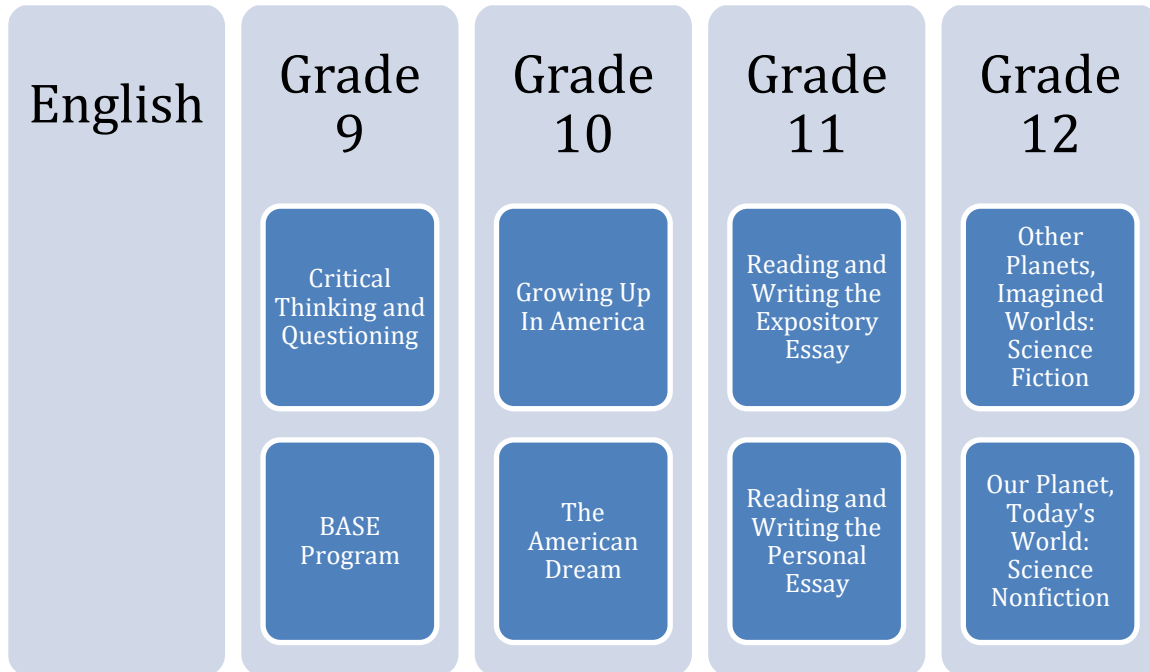 English
Grade
9
Critical
Thinking and
Questioning
BASE
Program
Grade
10
Growing Up
In America
The
American
Dream
Grade
11
Reading and
Writing the
Expository
Essay
Reading and
Writing the
Personal
Essay
Grade
12
Other
Planets,
Imagined
Worlds:
Science
Fiction
Our Planet,
Today's
World:
Science
Nonfiction